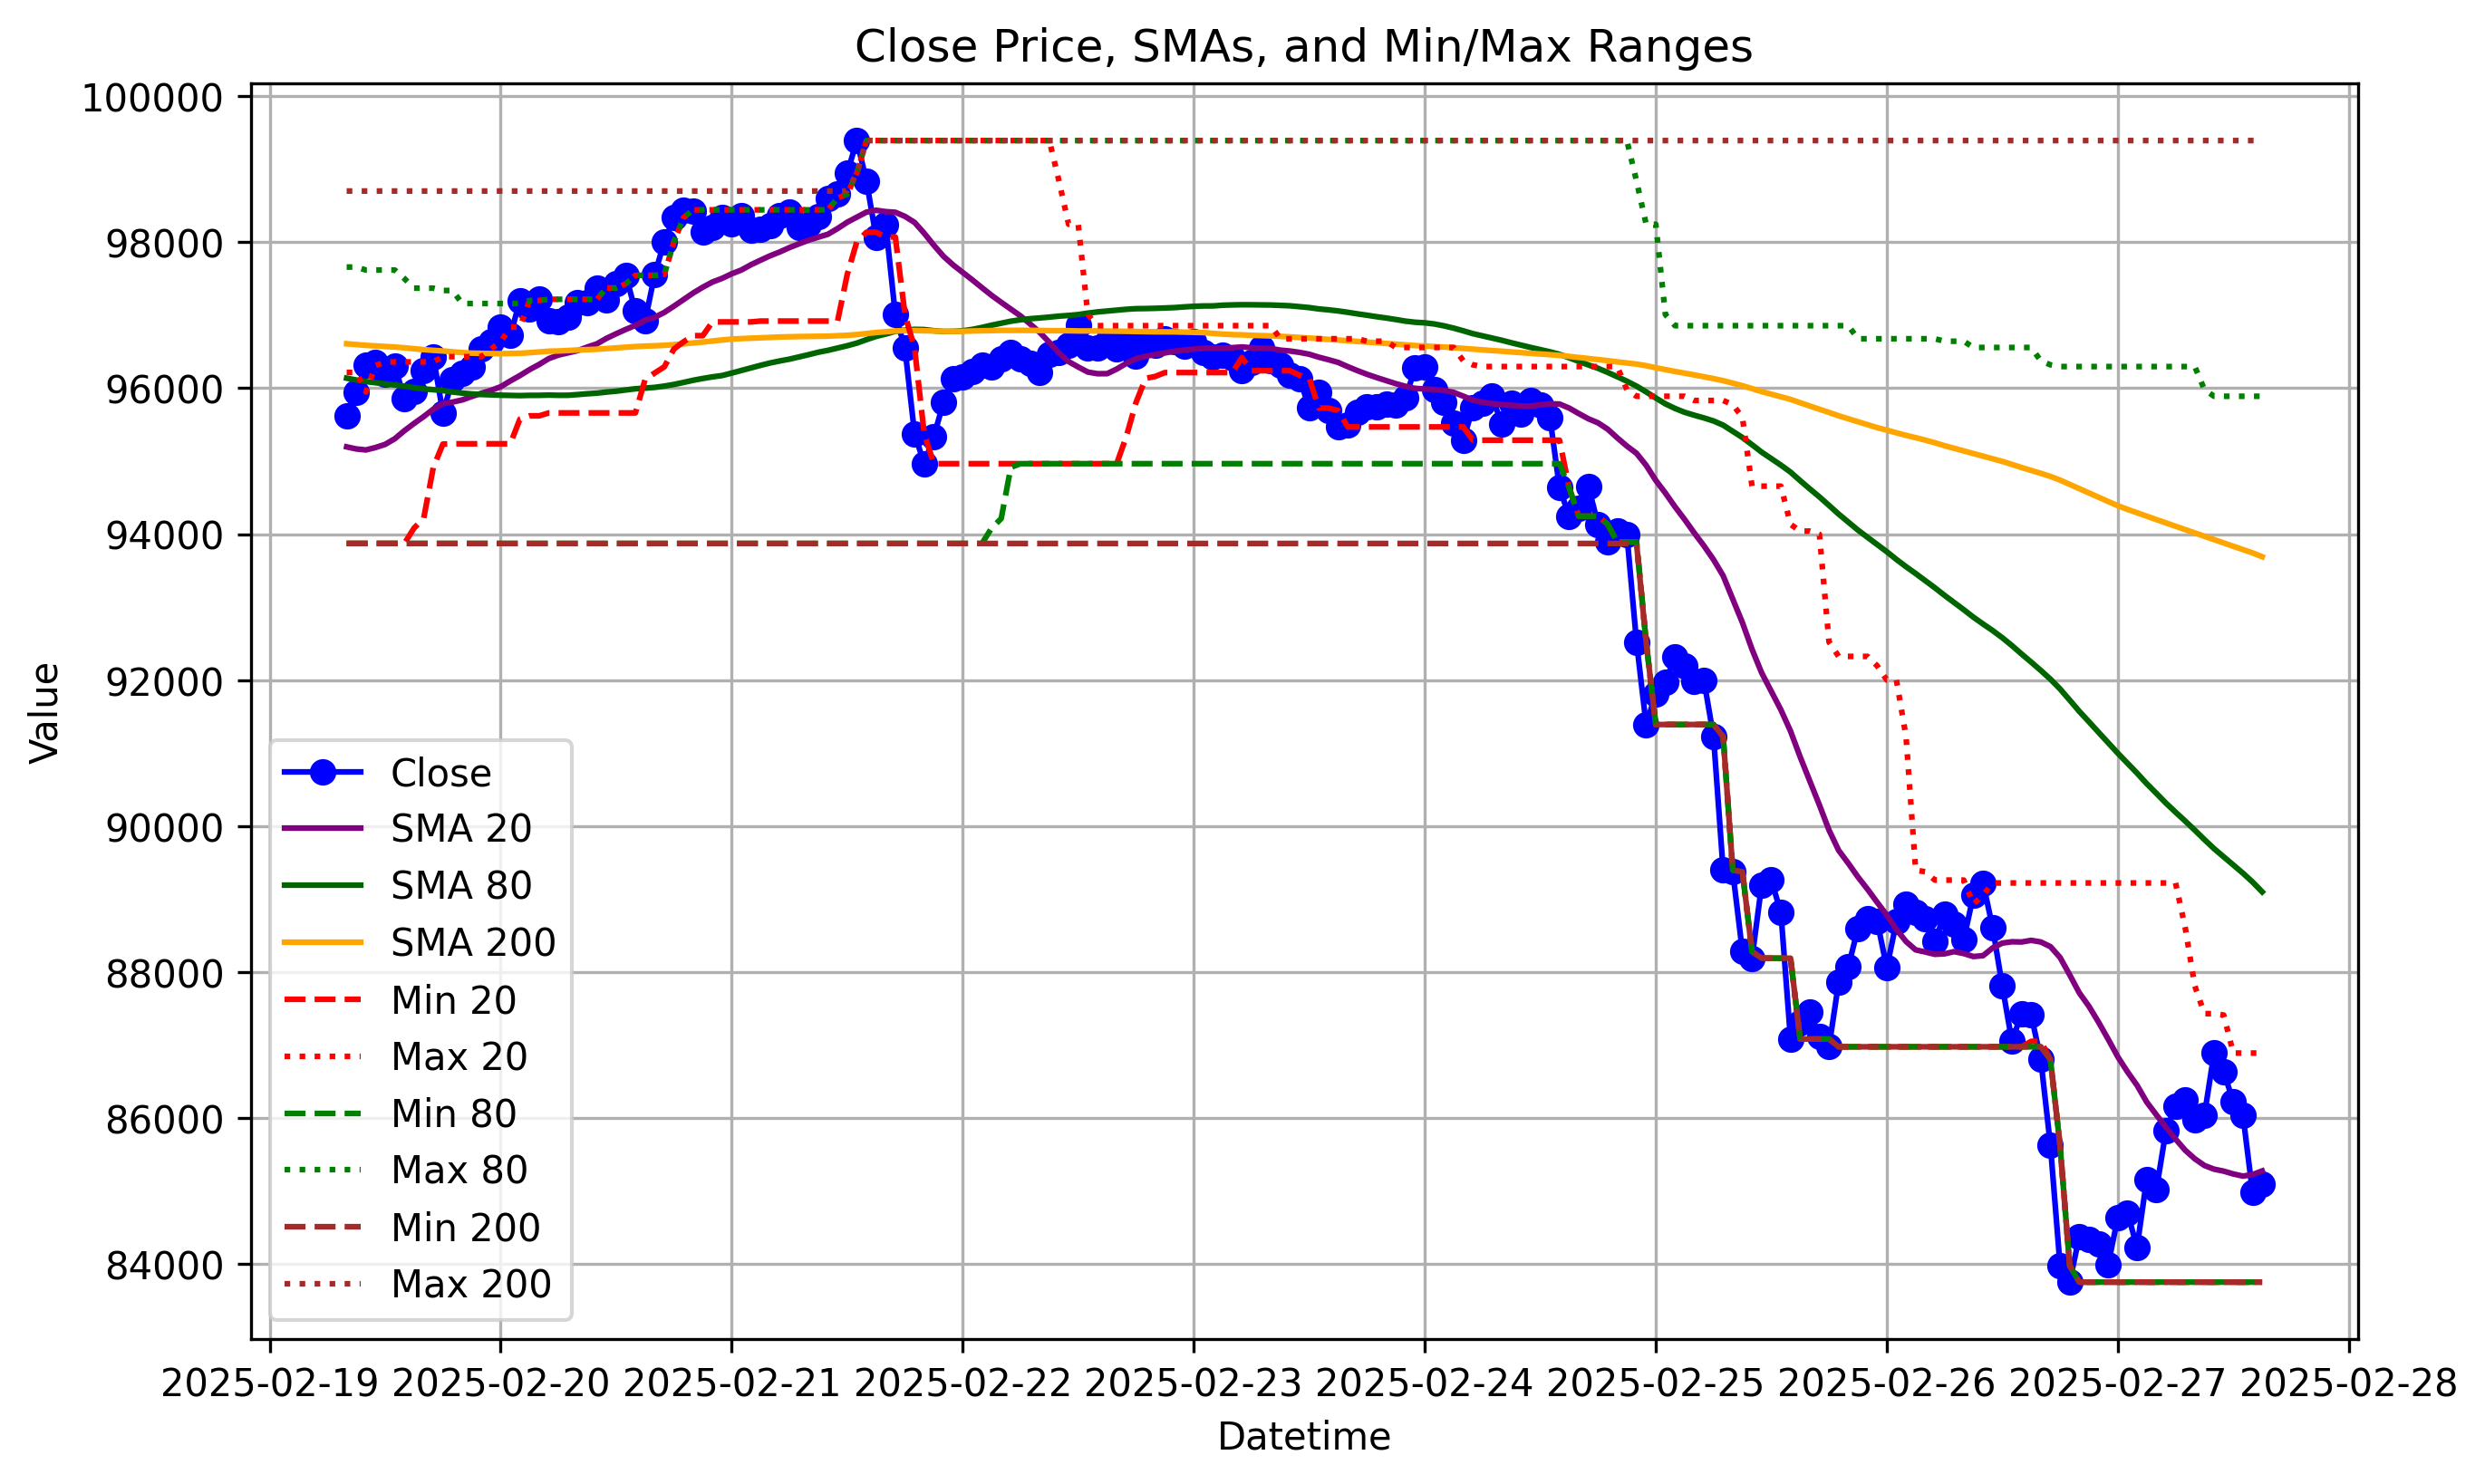 Close Price, SMAs, and Min/Max Ranges
100000
98000
96000
94000
92000
90000
88000
86000
84000
Value
Close
SMA 20
SMA 80
SMA 200
Min 20
Max 20
Min 80
Max 80
Min 200
Max 200
2025-02-19 2025-02-20 2025-02-21 2025-02-22 2025-02-23 2025-02-24 2025-02-25 2025-02-26 2025-02-27 2025-02-28
Datetime